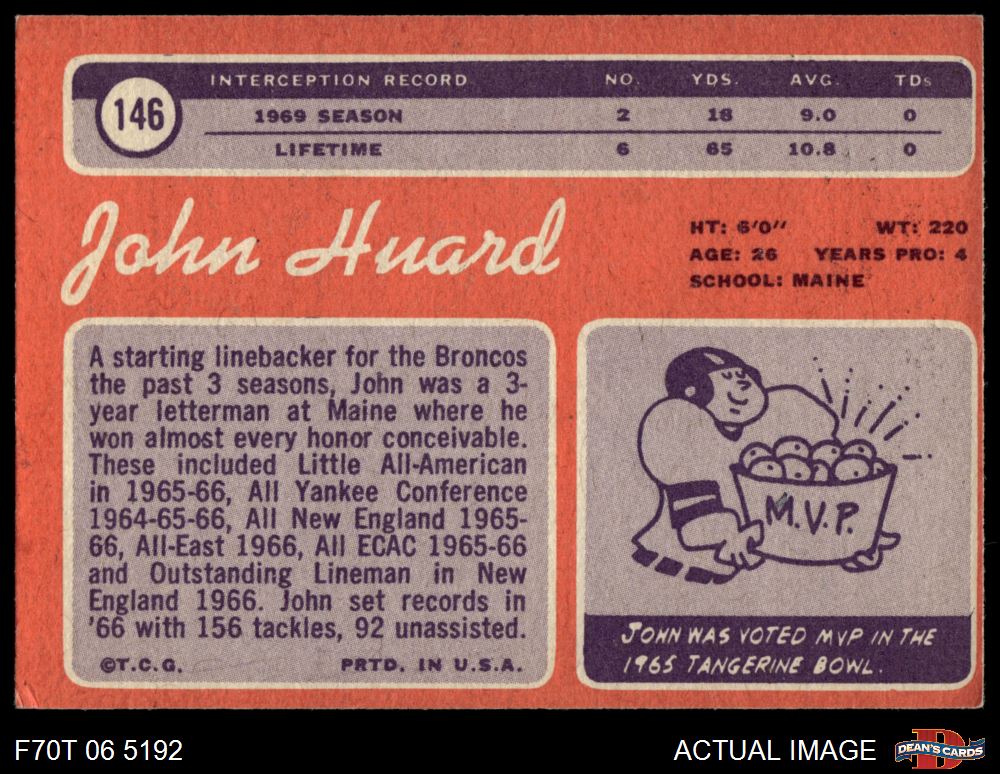 INTERCEPTION RECORD NO. YDS. AVG. TDs
146
1969 SEASON 2 18 9.0 0
LIFETIME 6 65 10.8 0
John Huard
HT: 6'0" WT: 220
AGE: 26 YEARS PRO: 4
SCHOOL: MAINE
A starting linebacker for the Broncos
the past 3 seasons, John was a 3-
year letterman at Maine where he
won almost every honor conceivable.
These included Little All-American
in 1965-66, All Yankee Conference
1964-65-66, All New England 1965-
66, All-East 1966, All ECAC 1965-66
and Outstanding Lineman in New
England 1966. John set records in
'66 with 156 tackles, 92 unassisted.
©T.C.G. PRTD. IN U.S.A.
M.V.P.
JOHN WAS VOTED MVP IN THE
1965 TANGERINE BOWL.
F70T 06 5192 ACTUAL IMAGE
D
DEAN'S CARDS